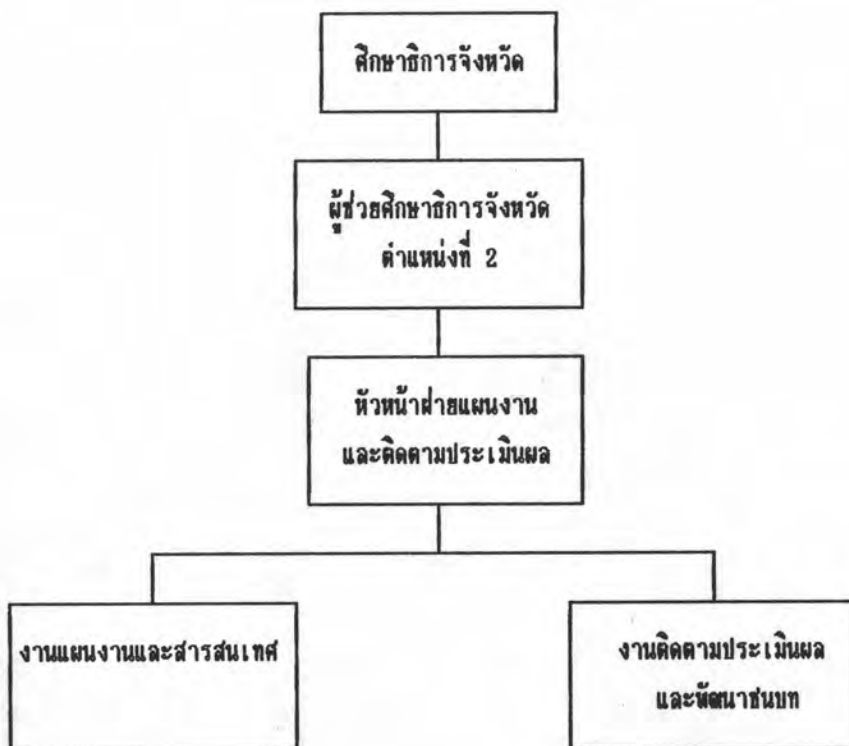 ศึกษาธิการจังหวัด
ผู้ช่วยศึกษาธิการจังหวัด
ตำแหน่งที่ 2
หัวหน้าฝ่ายแผนงาน
และติดตามประเมินผล
งานแผนงานและสารสนเทศ
งานติดตามประเมินผล
และพัฒนาชนบท